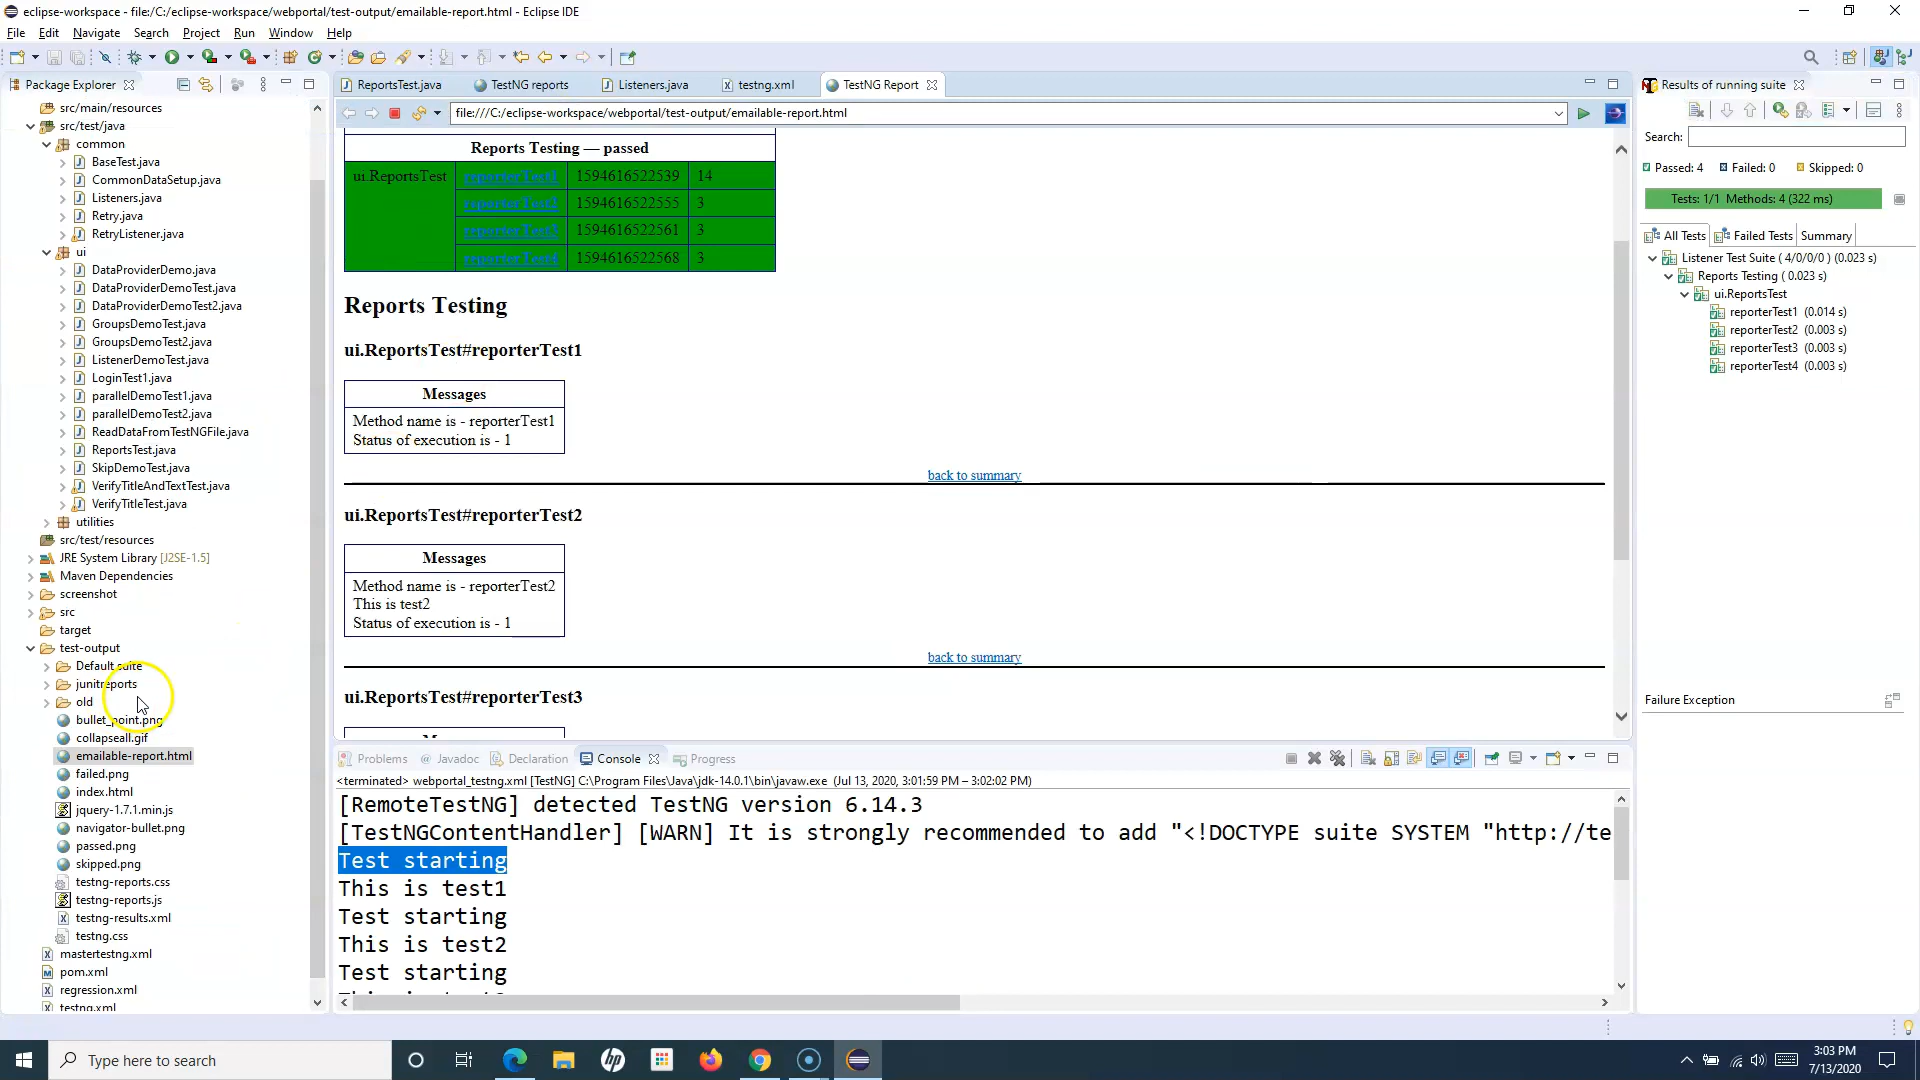 eclipse-workspace - file:/C:/eclipse-workspace/webportal/test-output/emailable-report.html - Eclipse IDE
File Edit Navigate Search Project Run Window Help
Package Explorer
src/main/resources
src/test/java
common
BaseTest.java
CommonDataSetup.java
Listeners.java
Retry.java
RetryListener.java
ui
DataProviderDemo.java
DataProviderDemoTest.java
DataProviderDemoTest2.java
GroupsDemoTest.java
GroupsDemoTest2.java
ListenerDemoTest.java
LoginTest1.java
parallelDemoTest1.java
parallelDemoTest2.java
ReadDataFromTestNGFile.java
ReportsTest.java
SkipDemoTest.java
VerifyTitleAndTextTest.java
VerifyTitleTest.java
utilities
src/test/resources
JRE System Library [J2SE-1.5]
Maven Dependencies
screenshot
src
target
test-output
Default suite
junitreports
old
bullet_point.png
collapseall.gif
emailable-report.html
failed.png
index.html
jquery-1.7.1.min.js
navigator-bullet.png
passed.png
skipped.png
testng-reports.css
testng-reports.js
testng-results.xml
testng.css
mastertestng.xml
pom.xml
regression.xml
testng.xml
ReportsTest.java TestNG reports Listeners.java testng.xml TestNG Report
file:///C:/eclipse-workspace/webportal/test-output/emailable-report.html
Reports Testing — passed
ui.ReportsTest reporterTest1 1594616522539 14
reporterTest2 1594616522555 3
reporterTest3 1594616522561 3
reporterTest4 1594616522568 3
Reports Testing
ui.ReportsTest#reporterTest1
Messages
Method name is - reporterTest1
Status of execution is - 1
back to summary
ui.ReportsTest#reporterTest2
Messages
Method name is - reporterTest2
This is test2
Status of execution is - 1
back to summary
ui.ReportsTest#reporterTest3
Problems Javadoc Declaration Console Progress
<terminated> webportal_testng.xml [TestNG] C:\Program Files\Java\jdk-14.0.1\bin\javaw.exe (Jul 13, 2020, 3:01:59 PM – 3:02:02 PM)
[RemoteTestNG] detected TestNG version 6.14.3
[TestNGContentHandler] [WARN] It is strongly recommended to add "<!DOCTYPE suite SYSTEM "http://te
Test starting
This is test1
Test starting
This is test2
Test starting
Results of running suite
Search:
Passed: 4 Failed: 0 Skipped: 0
Tests: 1/1 Methods: 4 (322 ms)
All Tests Failed Tests Summary
Listener Test Suite ( 4/0/0/0 ) (0.023 s)
Reports Testing ( 0.023 s)
ui.ReportsTest
reporterTest1 (0.014 s)
reporterTest2 (0.003 s)
reporterTest3 (0.003 s)
reporterTest4 (0.003 s)
Failure Exception
Type here to search
3:03 PM
7/13/2020